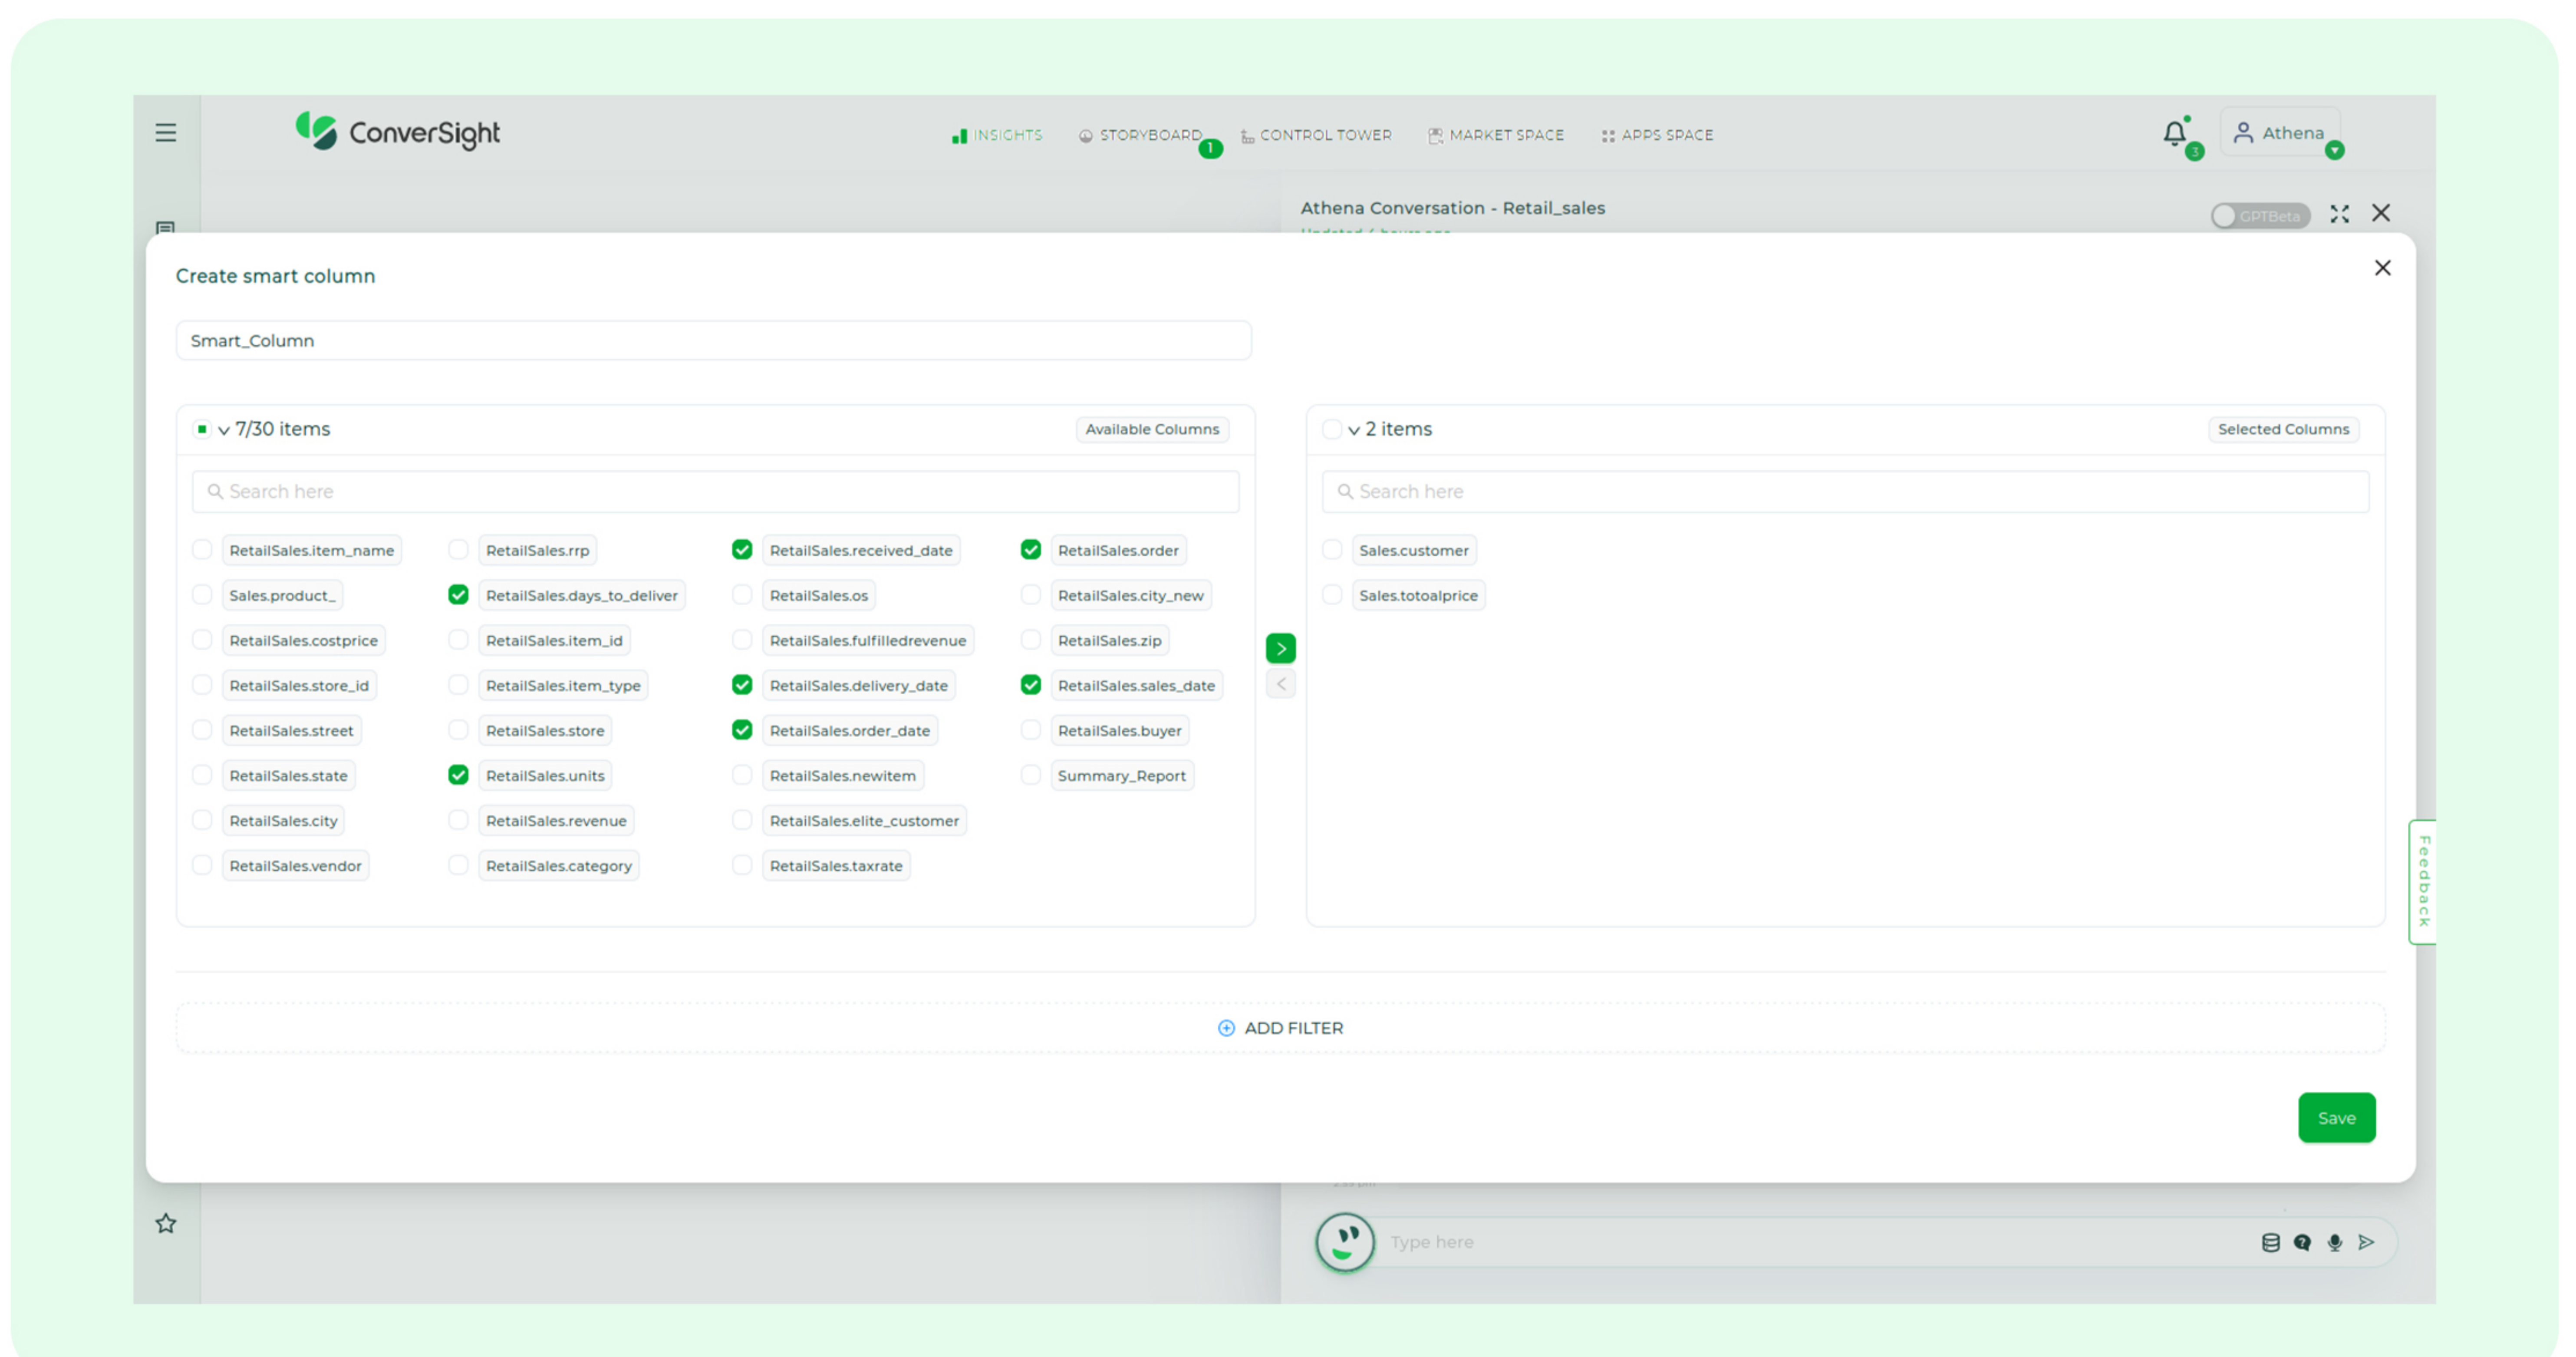 ConverSight
INSIGHTS STORYBOARD 1 CONTROL TOWER MARKET SPACE APPS SPACE
3 Athena
Athena Conversation - Retail_sales
GPTBeta
Create smart column
Smart_Column
7/30 items Available Columns
Search here
RetailSales.item_name RetailSales.rrp RetailSales.received_date RetailSales.order
Sales.product_ RetailSales.days_to_deliver RetailSales.os RetailSales.city_new
RetailSales.costprice RetailSales.item_id RetailSales.fulfilledrevenue RetailSales.zip
RetailSales.store_id RetailSales.item_type RetailSales.delivery_date RetailSales.sales_date
RetailSales.street RetailSales.store RetailSales.order_date RetailSales.buyer
RetailSales.state RetailSales.units RetailSales.newitem Summary_Report
RetailSales.city RetailSales.revenue RetailSales.elite_customer
RetailSales.vendor RetailSales.category RetailSales.taxrate
2 items Selected Columns
Search here
Sales.customer
Sales.totoalprice
Feedback
ADD FILTER
Save
Type here